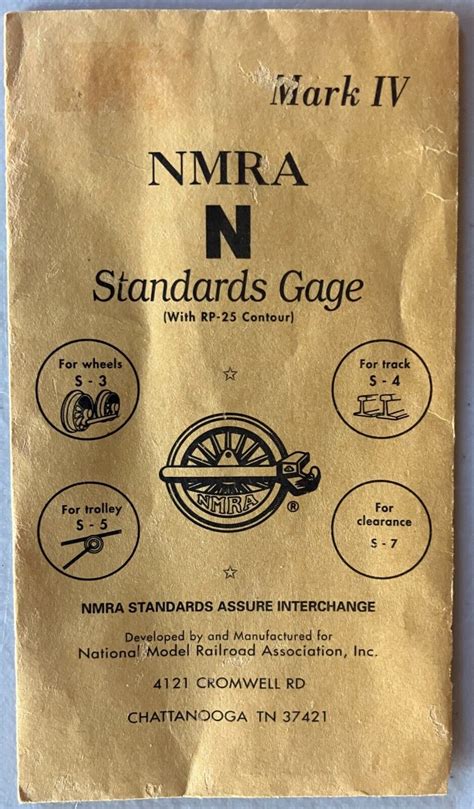 Mark IV
NMRA
N
Standards Gage
(With RP-25 Contour)
For wheels
S - 3
For track
S - 4
NMRA
®
For trolley
S - 5
For
clearance
S - 7
NMRA STANDARDS ASSURE INTERCHANGE
Developed by and Manufactured for
National Model Railroad Association, Inc.
4121 CROMWELL RD
CHATTANOOGA TN 37421